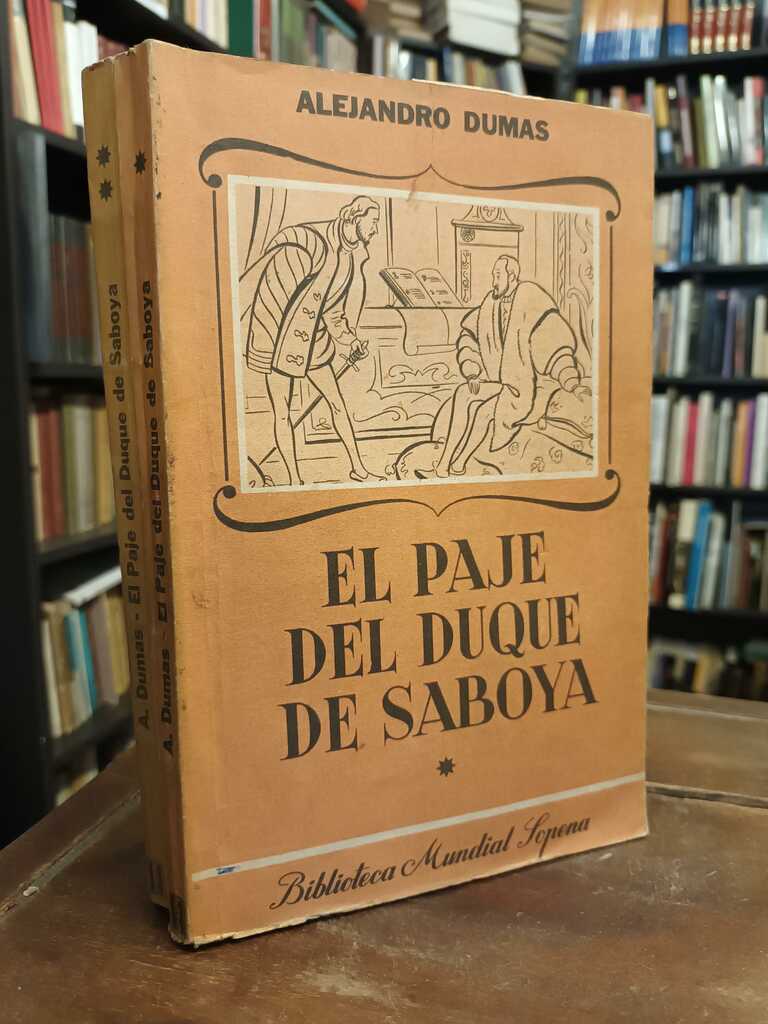 ALEJANDRO DUMAS
EL PAJE
DEL DUQUE
DE SABOYA
*
Biblioteca Mundial Sopena
* A. Dumas - El Paje del Duque de Saboya
** A. Dumas - El Paje del Duque de Saboya